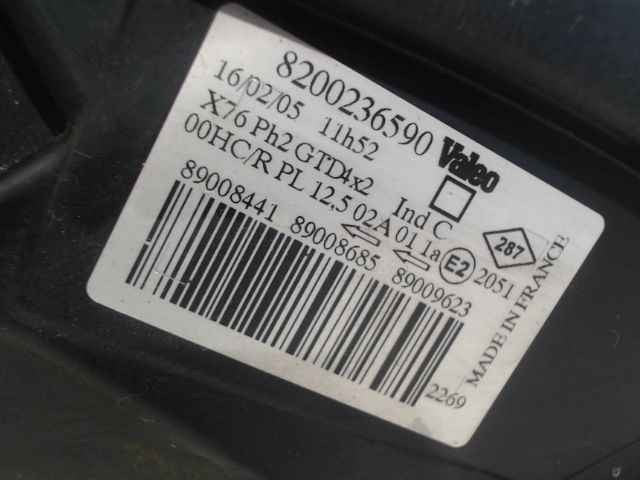 8200236590 Valeo
16/02/05 11h52
X76 Ph2 GTD4x2 Ind C
00HC/R PL 12,5 02A 01 1a E2 2051
287
89008441 89008685 89009623
2269
MADE IN FRANCE